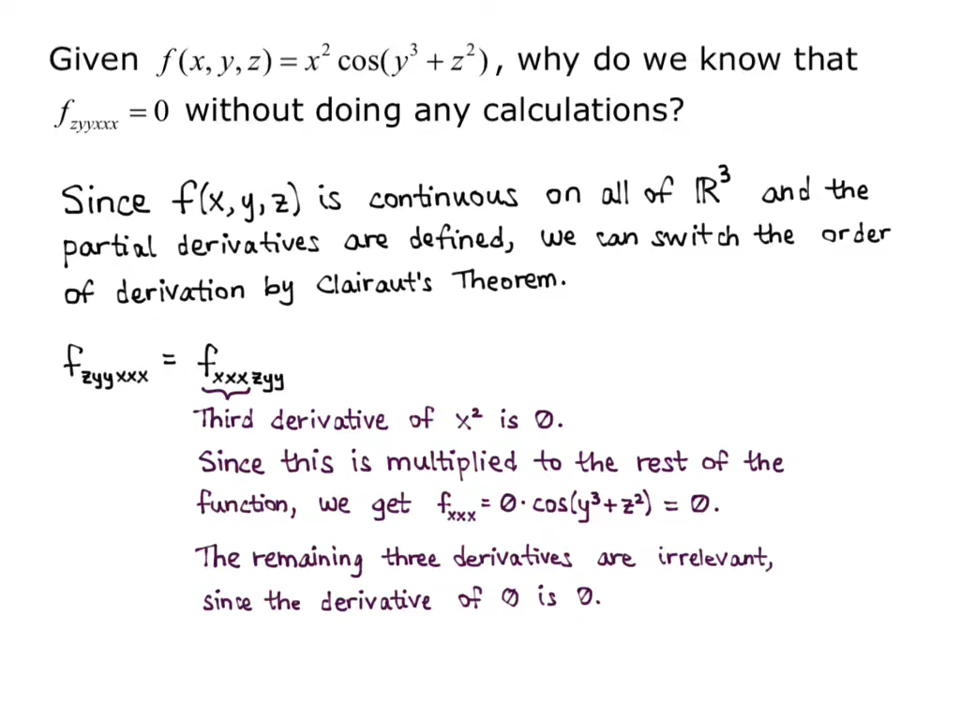 Given f(x, y, z) = x² cos(y³ + z²), why do we know that
f_zyyxxx = 0 without doing any calculations?
Since f(x,y,z) is continuous on all of ℝ³ and the
partial derivatives are defined, we can switch the order
of derivation by Clairaut's Theorem.
f_zyyxxx = f_xxxzyy
Third derivative of x² is 0.
Since this is multiplied to the rest of the
function, we get f_xxx = 0 · cos(y³+z²) = 0.
The remaining three derivatives are irrelevant,
since the derivative of 0 is 0.